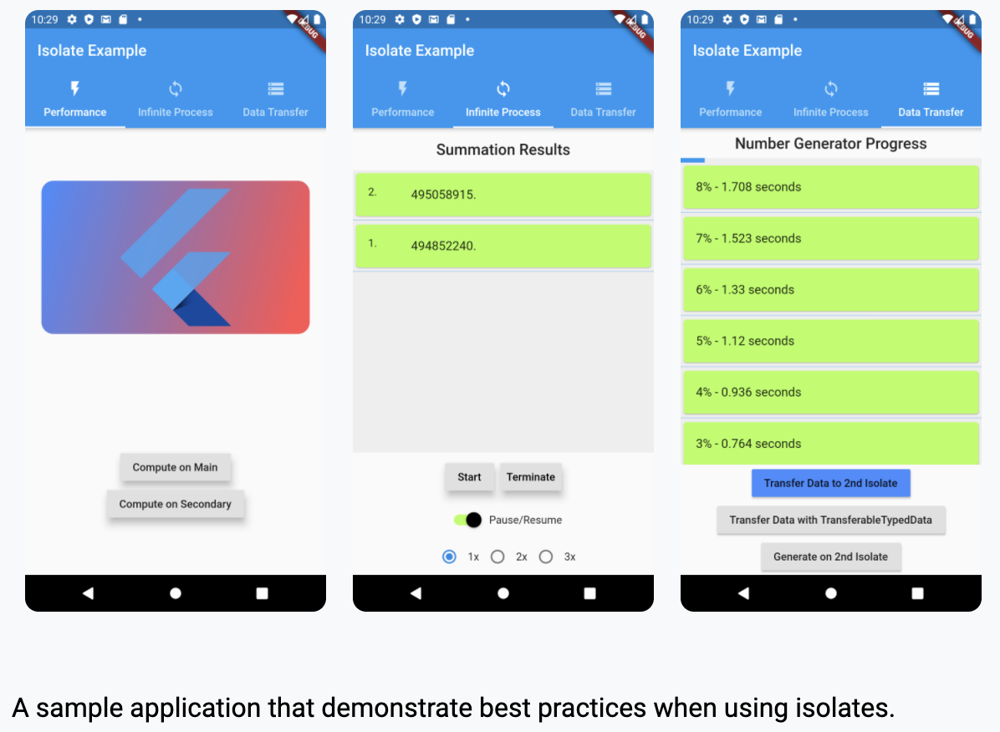 10:29
DEBUG
Isolate Example
Performance Infinite Process Data Transfer
Compute on Main
Compute on Secondary
10:29
DEBUG
Isolate Example
Performance Infinite Process Data Transfer
Summation Results
2. 495058915.
1. 494852240.
Start Terminate
Pause/Resume
1x 2x 3x
10:29
DEBUG
Isolate Example
Performance Infinite Process Data Transfer
Number Generator Progress
8% - 1.708 seconds
7% - 1.523 seconds
6% - 1.33 seconds
5% - 1.12 seconds
4% - 0.936 seconds
3% - 0.764 seconds
Transfer Data to 2nd Isolate
Transfer Data with TransferableTypedData
Generate on 2nd Isolate
A sample application that demonstrate best practices when using isolates.